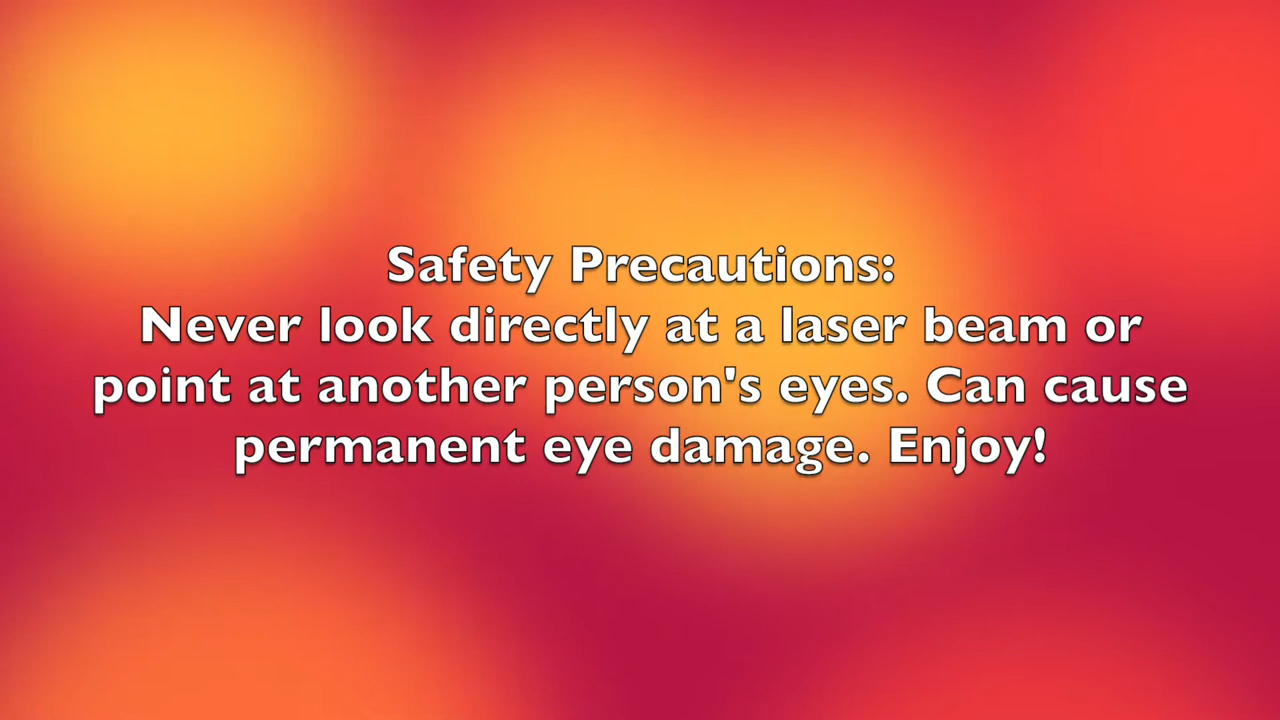 Safety Precautions:
Never look directly at a laser beam or
point at another person's eyes. Can cause
permanent eye damage. Enjoy!